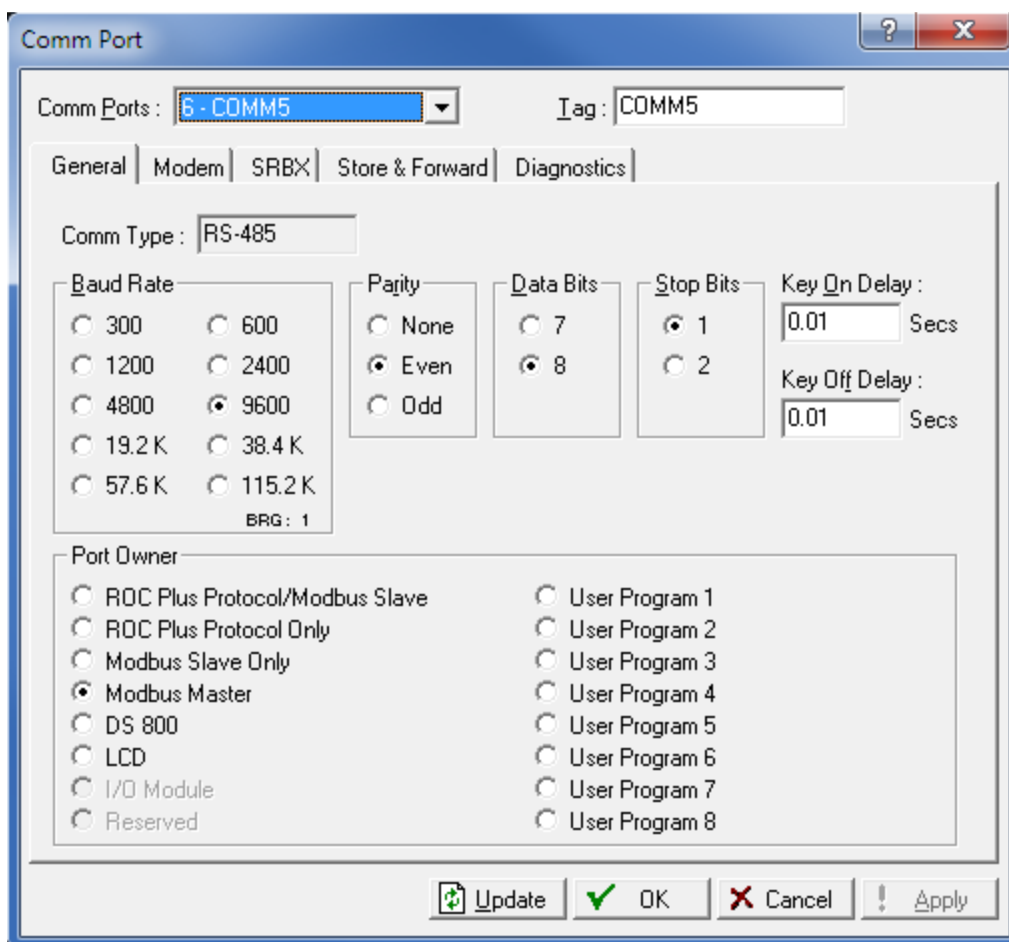 Comm Port
Comm Ports : 6 - COMM5 Tag : COMM5
General Modem SRBX Store & Forward Diagnostics
Comm Type : RS-485
Baud Rate
300 600
1200 2400
4800 9600
19.2 K 38.4 K
57.6 K 115.2 K
BRG : 1
Parity
None
Even
Odd
Data Bits
7
8
Stop Bits
1
2
Key On Delay :
0.01 Secs
Key Off Delay :
0.01 Secs
Port Owner
ROC Plus Protocol/Modbus Slave
ROC Plus Protocol Only
Modbus Slave Only
Modbus Master
DS 800
LCD
I/O Module
Reserved
User Program 1
User Program 2
User Program 3
User Program 4
User Program 5
User Program 6
User Program 7
User Program 8
Update OK Cancel Apply